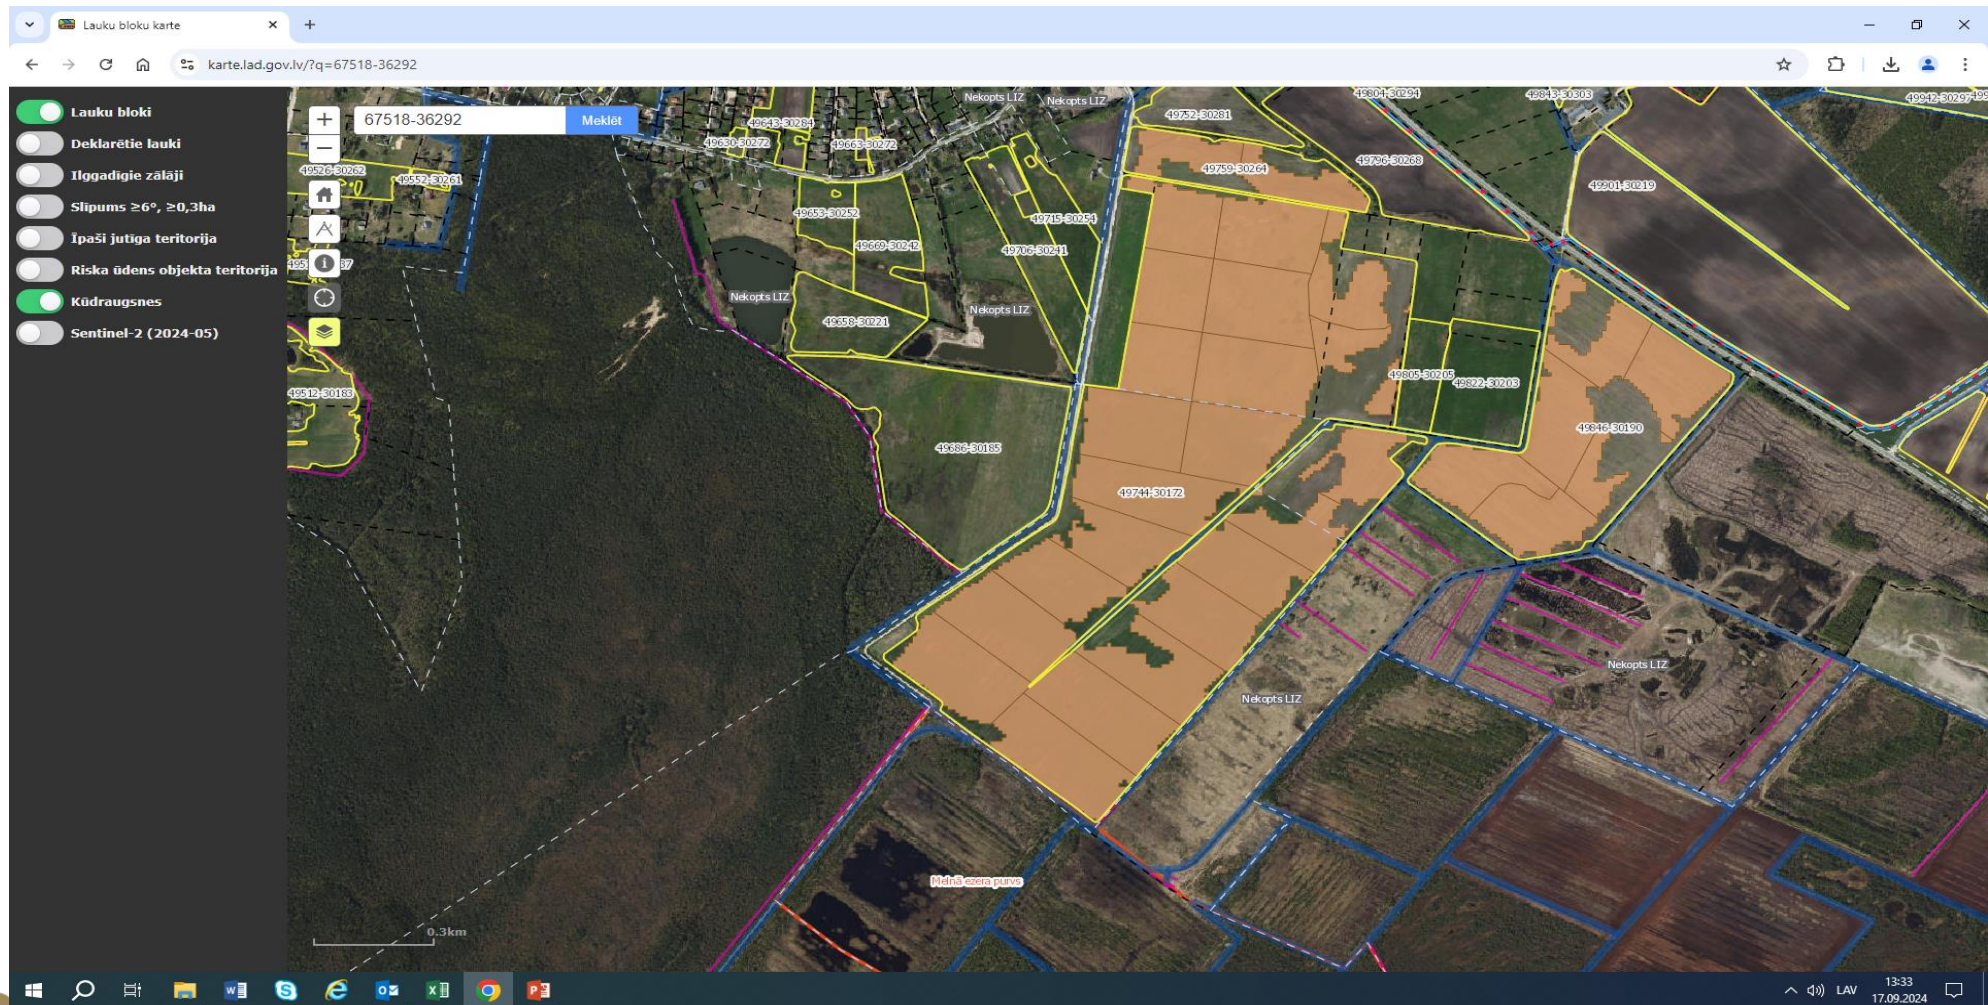 Lauku bloku karte
karte.lad.gov.lv/?q=67518-36292
Lauku bloki
Deklarētie lauki
Ilggadīgie zālāji
Slīpums ≥6°, ≥0,3ha
Īpaši jutīga teritorija
Riska ūdens objekta teritorija
Kūdraugsnes
Sentinel-2 (2024-05)
67518-36292
Meklēt
Nekopts LIZ
Nekopts LIZ
49804-30294
49843-30303
49942-30297
49752-30281
49643-30284
49630-30272
49663-30272
49796-30268
49759-30264
49526-30262
49552-30261
49901-30219
49653-30252
49715-30254
49669-30242
49706-30241
Nekopts LIZ
Nekopts LIZ
49658-30221
49805-30205
49822-30203
49512-30183
49846-30190
49686-30185
49744-30172
Nekopts LIZ
Nekopts LIZ
Melnā ezera purvs
0.3km
LAV
13:33
17.09.2024